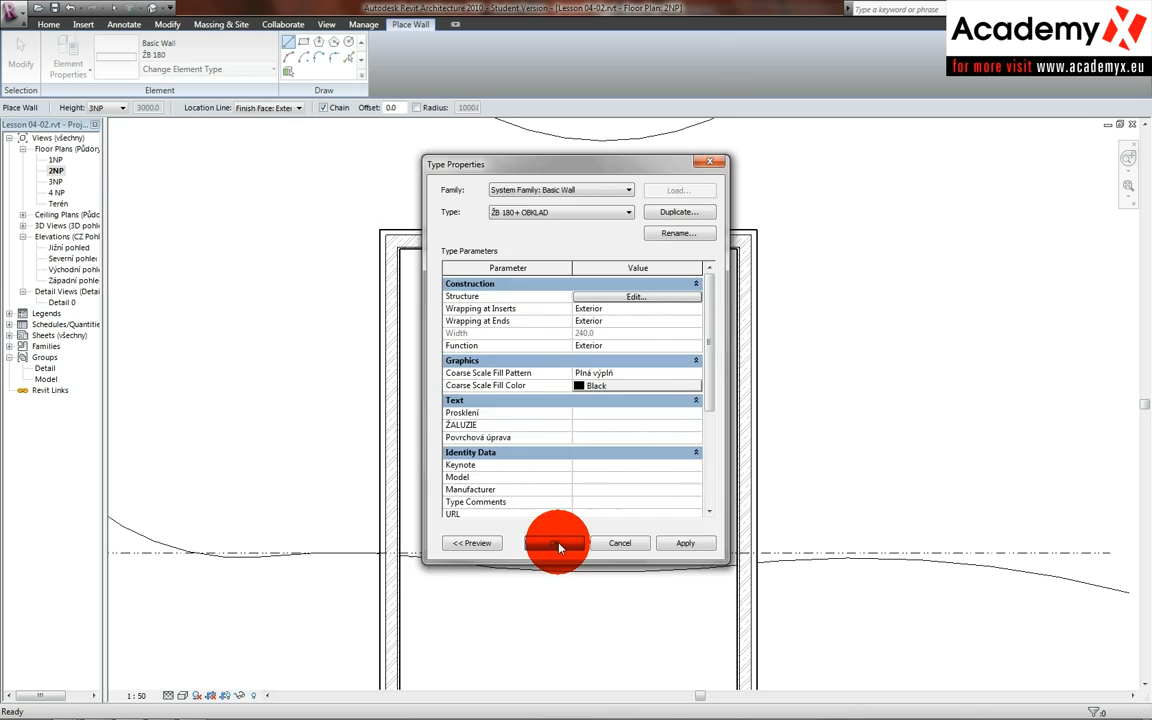 Autodesk Revit Architecture 2010 - Student Version - [Lesson 04-02.rvt - Floor Plan: 2NP]
Type a keyword or phrase
Academy X
for more visit www.academyx.eu
Home Insert Annotate Modify Massing & Site Collaborate View Manage Place Wall
Modify
Element
Properties
Basic Wall
ŽB 180
Change Element Type
Selection Element Draw
Place Wall Height: 3NP 3000.0 Location Line: Finish Face: Exter Chain Offset: 0.0 Radius: 1000.0
Lesson 04-02.rvt - Proj...
Views (všechny)
Floor Plans (Půdor
1NP
2NP
3NP
4 NP
Terén
Ceiling Plans (Půd
3D Views (3D pohl
Elevations (CZ Pohl
Jižní pohled
Severní pohled
Východní pohled
Západní pohled
Detail Views (Detai
Detail 0
Legends
Schedules/Quantitie
Sheets (všechny)
Families
Groups
Detail
Model
Revit Links
Type Properties
Family: System Family: Basic Wall Load...
Type: ŽB 180+ OBKLAD Duplicate...
Rename...
Type Parameters
Parameter Value
Construction
Structure Edit...
Wrapping at Inserts Exterior
Wrapping at Ends Exterior
Width 240.0
Function Exterior
Graphics
Coarse Scale Fill Pattern Plná výplň
Coarse Scale Fill Color Black
Text
Prosklení
ŽALUZIE
Povrchová úprava
Identity Data
Keynote
Model
Manufacturer
Type Comments
URL
<< Preview OK Cancel Apply
1 : 50
Ready
:0